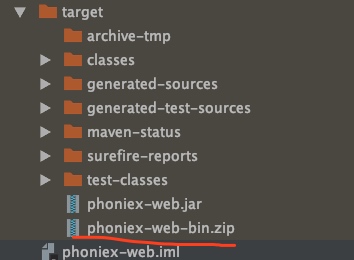 target
archive-tmp
classes
generated-sources
generated-test-sources
maven-status
surefire-reports
test-classes
phoniex-web.jar
phoniex-web-bin.zip
phoniex-web.iml